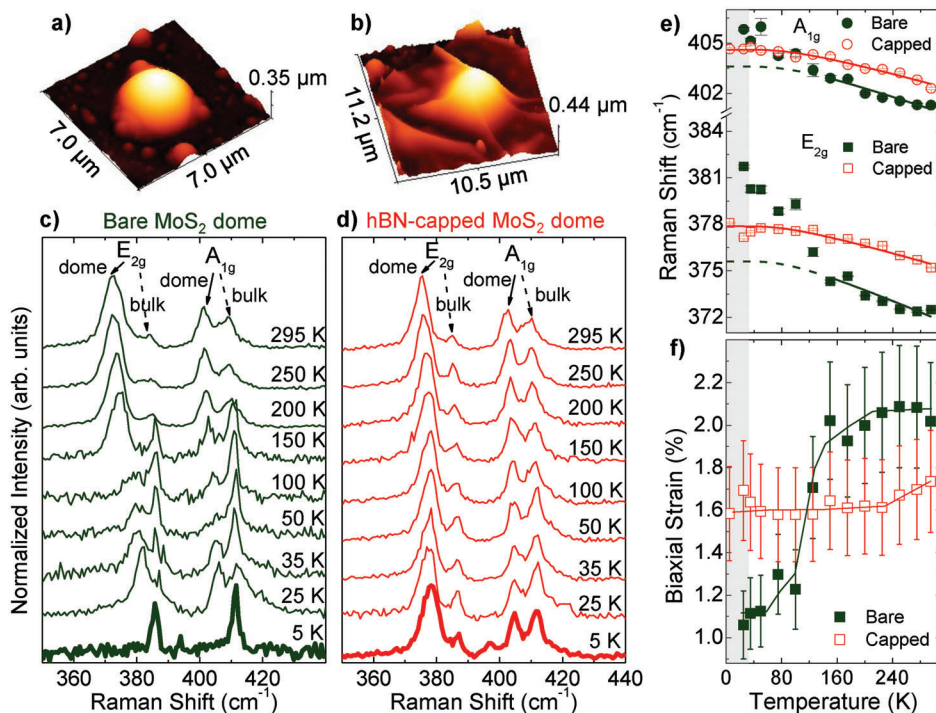 a)
0.35 µm
7.0 µm
7.0 µm
b)
0.44 µm
11.2 µm
10.5 µm
c) Bare MoS₂ dome
E₂g
dome
bulk
A₁g
dome
bulk
295 K
250 K
200 K
150 K
100 K
50 K
35 K
25 K
5 K
Normalized Intensity (arb. units)
350 380 400 420
Raman Shift (cm⁻¹)
d) hBN-capped MoS₂ dome
E₂g
dome
bulk
A₁g
dome
bulk
295 K
250 K
200 K
150 K
100 K
50 K
35 K
25 K
5 K
360 380 400 420 440
Raman Shift (cm⁻¹)
e)
A₁g
Bare
Capped
E₂g
Bare
Capped
405
402
384
381
378
375
372
Raman Shift (cm⁻¹)
f)
2.2
2.0
1.8
1.6
1.4
1.2
1.0
Biaxial Strain (%)
Bare
Capped
0 80 160 240
Temperature (K)